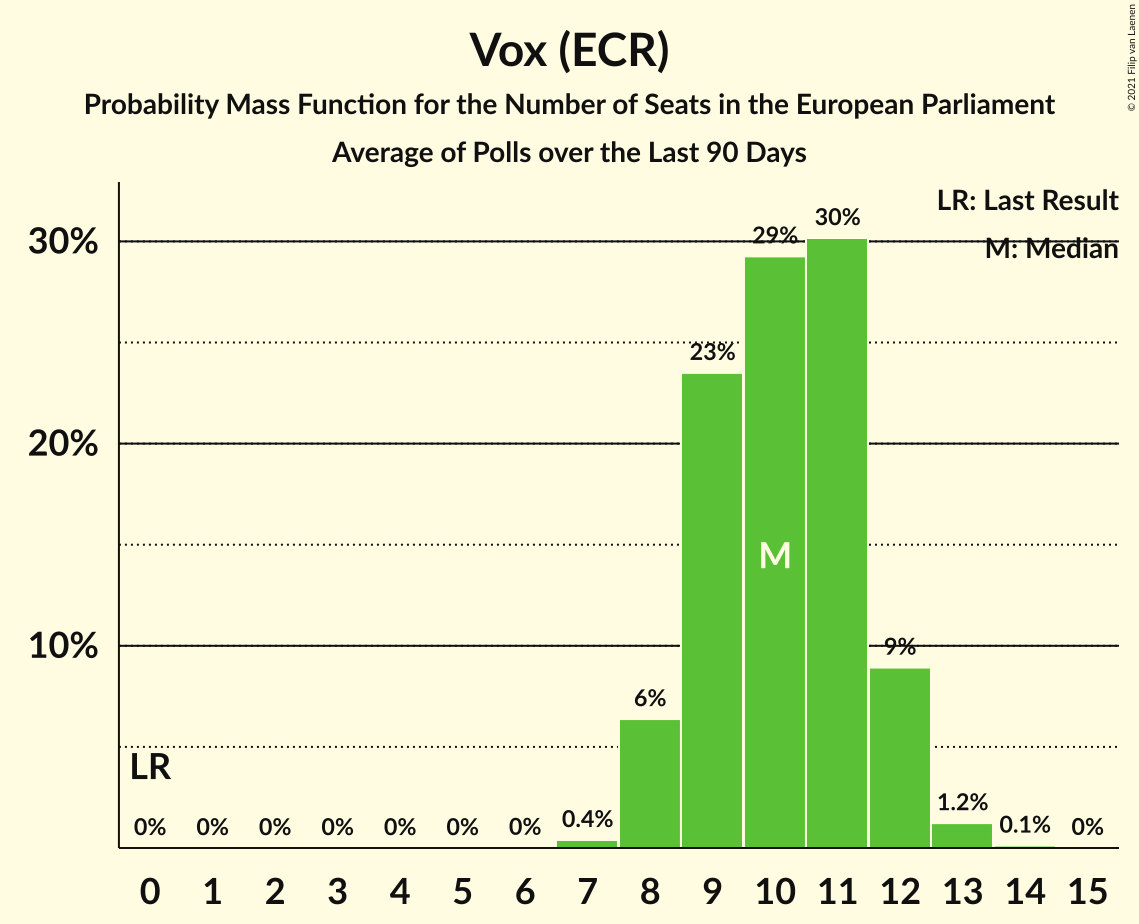 Vox (ECR)
Probability Mass Function for the Number of Seats in the European Parliament
Average of Polls over the Last 90 Days
© 2021 Filip van Laenen
LR: Last Result
M: Median
30%
20%
10%
LR
M
0% 0% 0% 0% 0% 0% 0% 0.4% 6% 23% 29% 30% 9% 1.2% 0.1% 0%
0 1 2 3 4 5 6 7 8 9 10 11 12 13 14 15